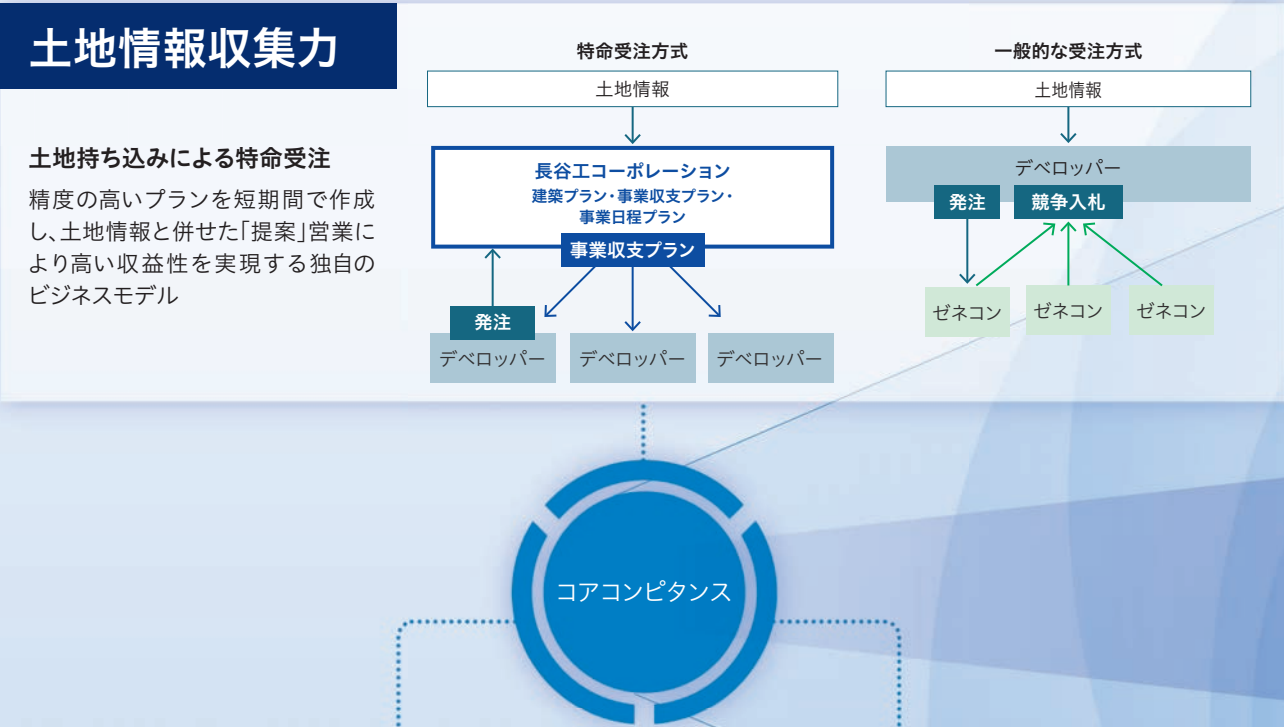 土地情報収集力
土地持ち込みによる特命受注
精度の高いプランを短期間で作成
し、土地情報と併せた「提案」営業に
より高い収益性を実現する独自の
ビジネスモデル
特命受注方式
土地情報
長谷工コーポレーション
建築プラン・事業収支プラン・
事業日程プラン
事業収支プラン
発注
デベロッパー
デベロッパー
デベロッパー
一般的な受注方式
土地情報
デベロッパー
発注
競争入札
ゼネコン
ゼネコン
ゼネコン
コアコンピタンス